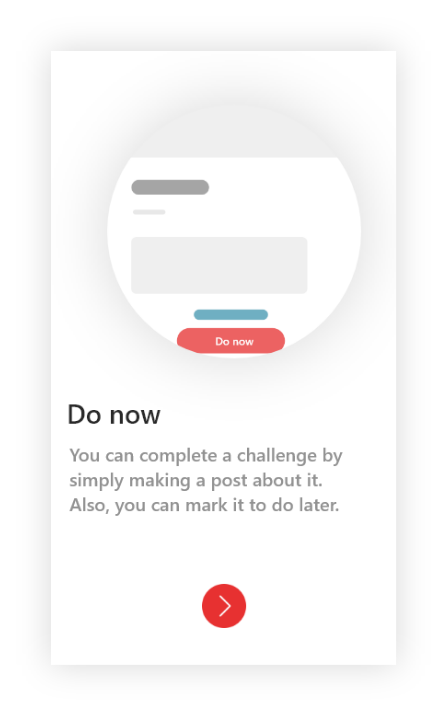 Do now
Do now
You can complete a challenge by
simply making a post about it.
Also, you can mark it to do later.